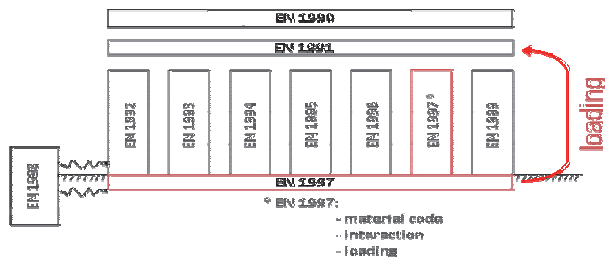 EN 1990
EN 1991
EN 1992
EN 1993
EN 1994
EN 1995
EN 1996
EN 1997*
EN 1999
EN 1998
EN 1997
loading
* EN 1997:
- material code
- interaction
- loading